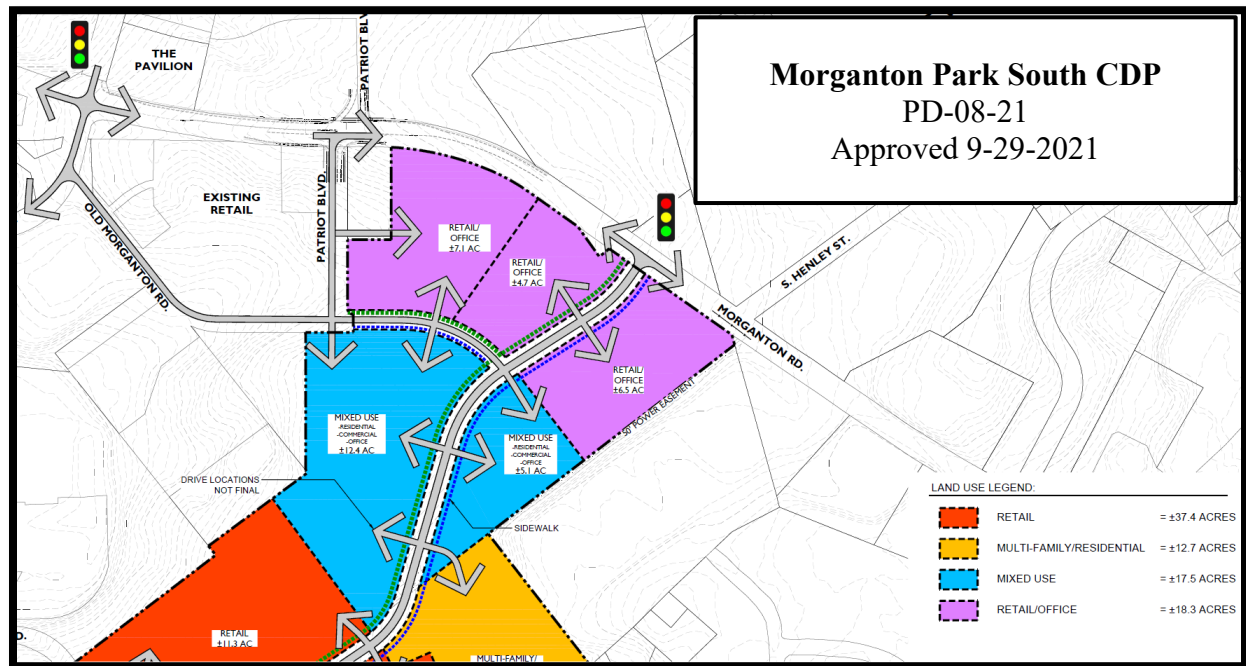 Morganton Park South CDP
PD-08-21
Approved 9-29-2021
THE
PAVILION
PATRIOT BLV
EXISTING
RETAIL
PATRIOT BLVD.
OLD MORGANTON RD.
RETAIL/
OFFICE
±7.1 AC
RETAIL/
OFFICE
±4.7 AC
S. HENLEY ST.
MORGANTON RD.
RETAIL/
OFFICE
±6.5 AC
50' POWER EASEMENT
MIXED USE
-RESIDENTIAL
-COMMERCIAL
-OFFICE
±12.4 AC
MIXED USE
-RESIDENTIAL
-COMMERCIAL
-OFFICE
±5.1 AC
DRIVE LOCATIONS
NOT FINAL
SIDEWALK
LAND USE LEGEND:
RETAIL = ±37.4 ACRES
MULTI-FAMILY/RESIDENTIAL = ±12.7 ACRES
MIXED USE = ±17.5 ACRES
RETAIL/OFFICE = ±18.3 ACRES
D.
RETAIL
±11.3 AC
MULTI-FAMILY/